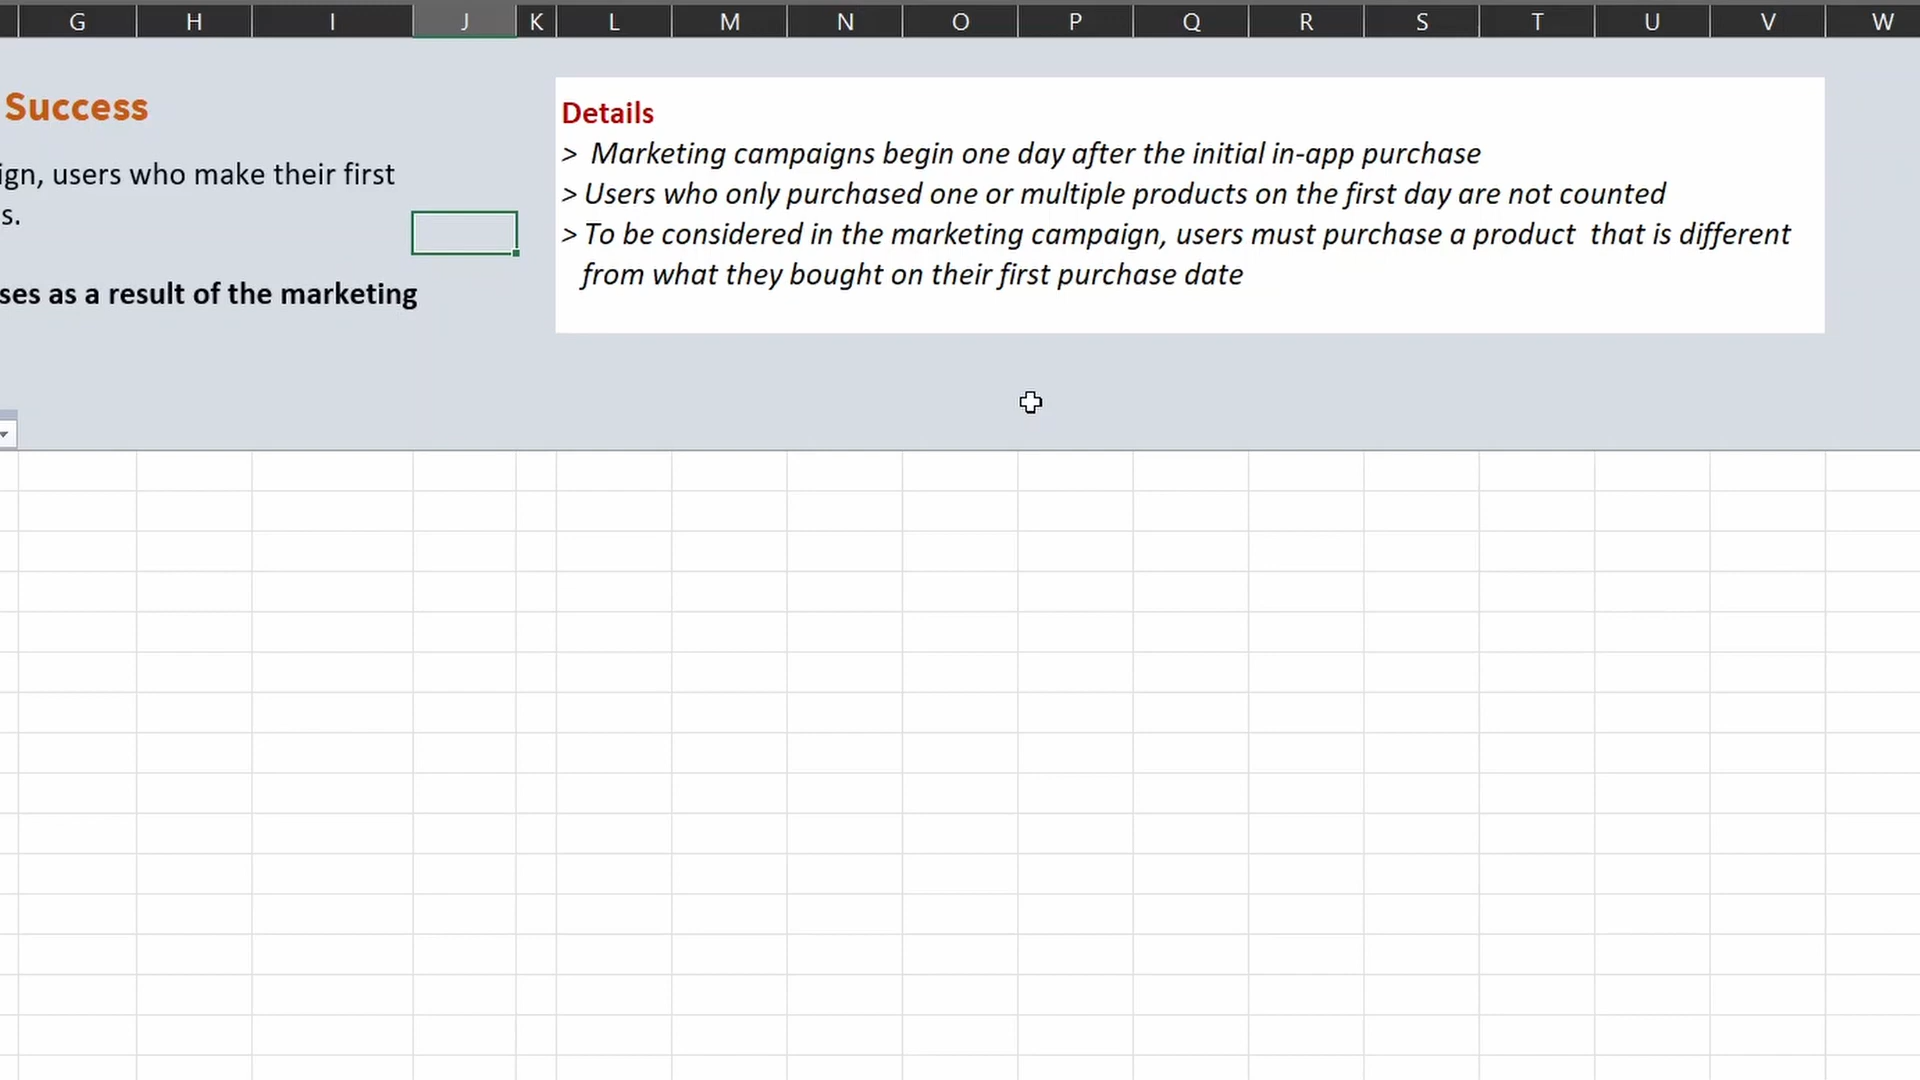 G H I J K L M N O P Q R S T U V W
Success
ign, users who make their first
s.
ses as a result of the marketing
Details
> Marketing campaigns begin one day after the initial in-app purchase
> Users who only purchased one or multiple products on the first day are not counted
> To be considered in the marketing campaign, users must purchase a product that is different
from what they bought on their first purchase date